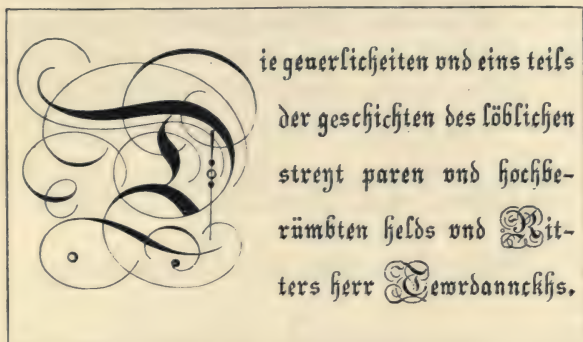 Die geuerlicheiten vnd eins teils
der geschichten des löblichen
streyt paren vnd hochbe-
rümbten helds vnd Rit-
ters herr Tewrdannckhs.